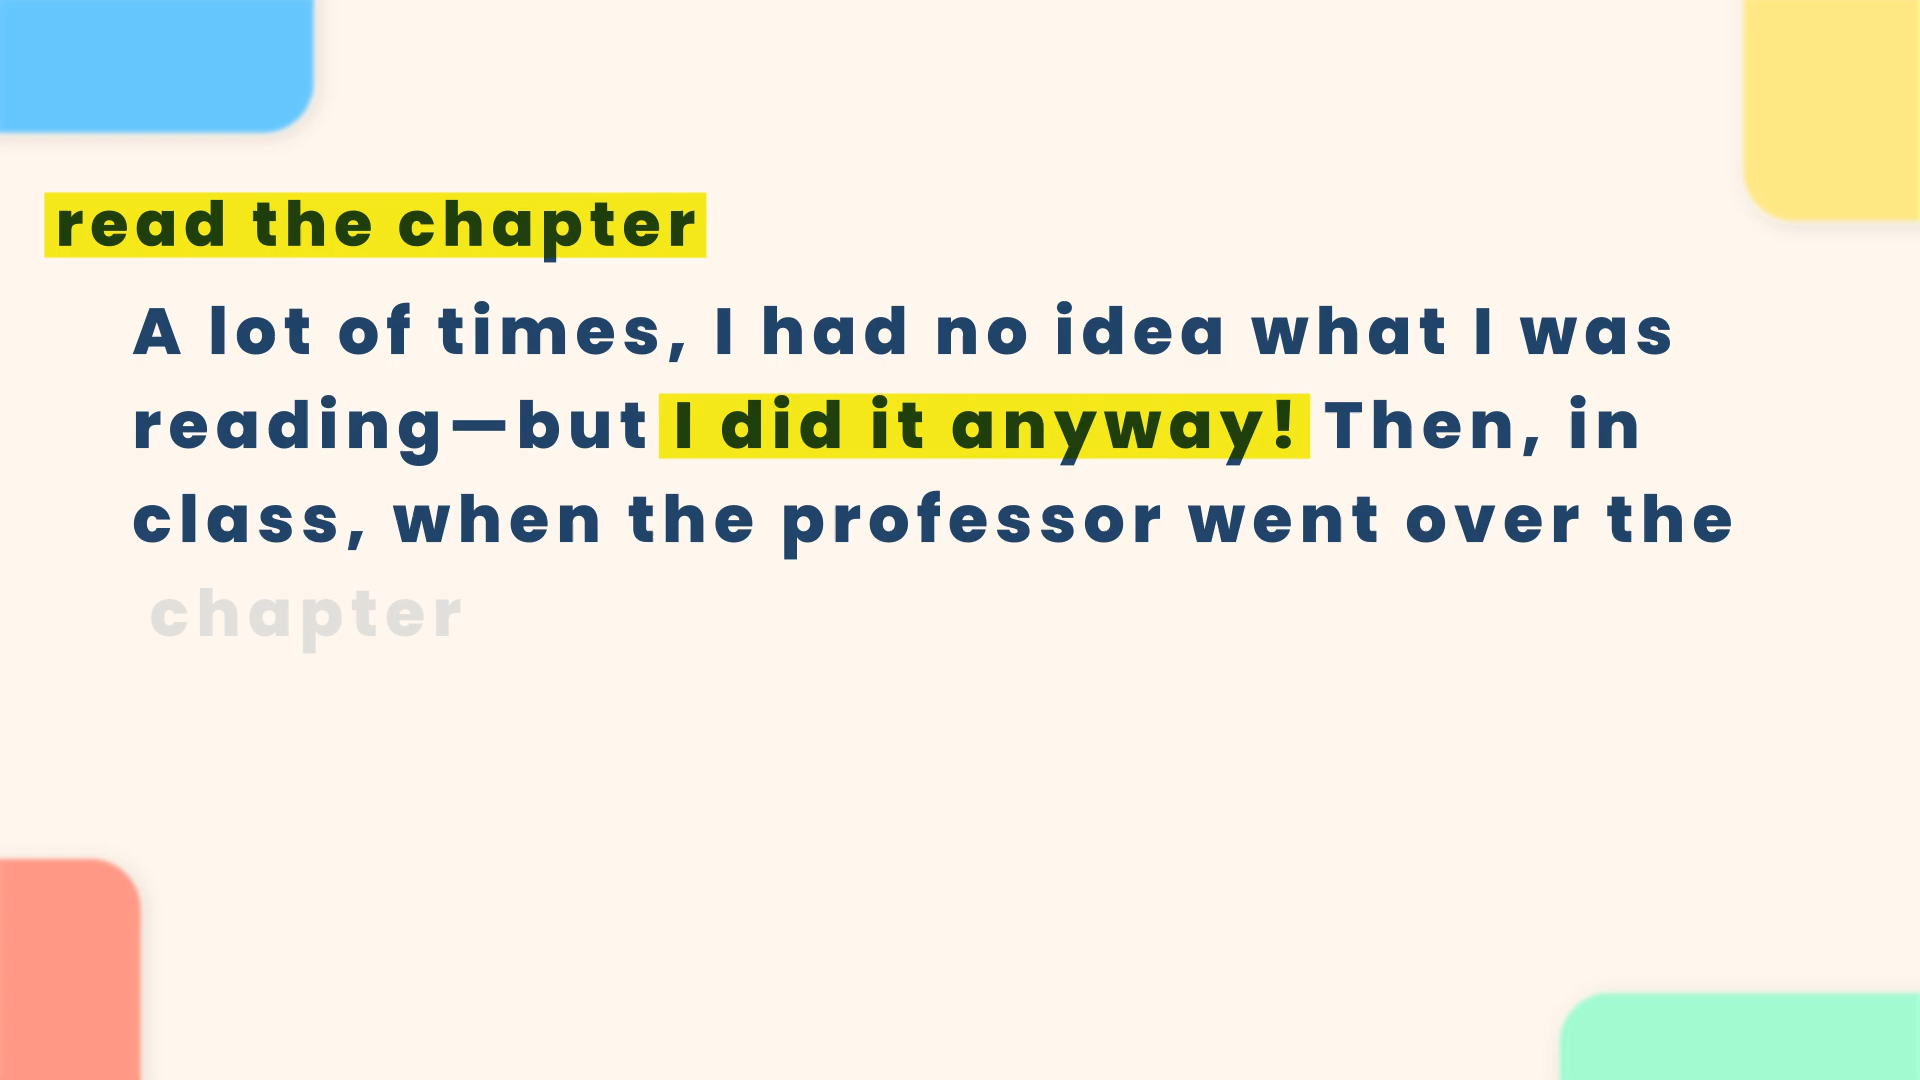 read the chapter
A lot of times, I had no idea what I was
reading—but I did it anyway! Then, in
class, when the professor went over the
chapter